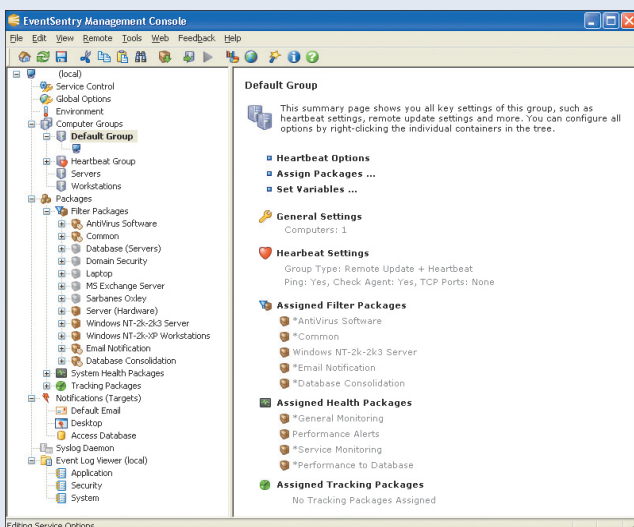 EventSentry Management Console
File Edit View Remote Tools Web Feedback Help
(local)
Service Control
Global Options
Environment
Computer Groups
Default Group
Heartbeat Group
Servers
Workstations
Packages
Filter Packages
AntiVirus Software
Common
Database (Servers)
Domain Security
Laptop
MS Exchange Server
Sarbanes Oxley
Server (Hardware)
Windows NT-2k-2k3 Server
Windows NT-2k-XP Workstations
Email Notification
Database Consolidation
System Health Packages
Tracking Packages
Notifications (Targets)
Default Email
Desktop
Access Database
Syslog Daemon
Event Log Viewer (local)
Application
Security
System
Default Group
This summary page shows you all key settings of this group, such as
heartbeat settings, remote update settings and more. You can configure all
options by right-clicking the individual containers in the tree.
Heartbeat Options
Assign Packages ...
Set Variables ...
General Settings
Computers: 1
Hearbeat Settings
Group Type: Remote Update + Heartbeat
Ping: Yes, Check Agent: Yes, TCP Ports: None
Assigned Filter Packages
*AntiVirus Software
*Common
Windows NT-2k-2k3 Server
*Email Notification
*Database Consolidation
Assigned Health Packages
*General Monitoring
Performance Alerts
*Service Monitoring
*Performance to Database
Assigned Tracking Packages
No Tracking Packages Assigned
Editing Service Options